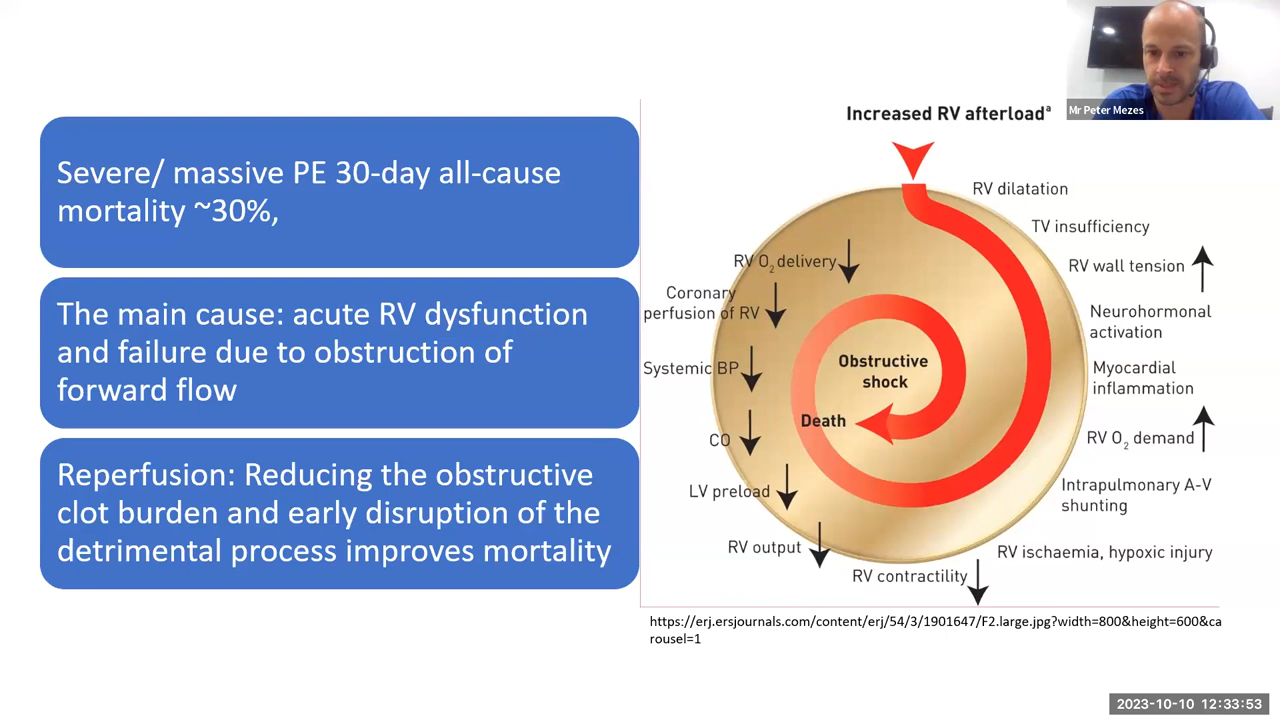 Mr Peter Mezes
Severe/ massive PE 30-day all-cause
mortality ~30%,
The main cause: acute RV dysfunction
and failure due to obstruction of
forward flow
Reperfusion: Reducing the obstructive
clot burden and early disruption of the
detrimental process improves mortality
Increased RV afterloadª
RV dilatation
TV insufficiency
RV wall tension
Neurohormonal
activation
Myocardial
inflammation
RV O₂ demand
Intrapulmonary A-V
shunting
RV ischaemia, hypoxic injury
RV contractility
RV output
LV preload
CO
Systemic BP
Coronary
perfusion of RV
RV O₂ delivery
Obstructive
shock
Death
https://erj.ersjournals.com/content/erj/54/3/1901647/F2.large.jpg?width=800&height=600&ca
rousel=1
2023-10-10 12:33:53